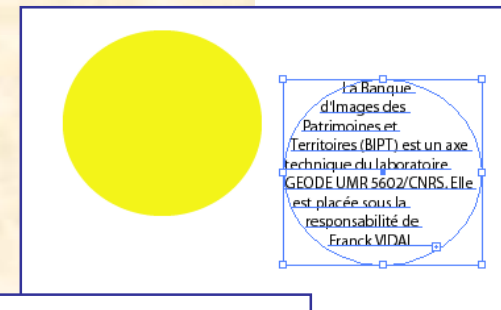 La Banque
d'Images des
Patrimoines et
Territoires (BIPT) est un axe
technique du laboratoire
GEODE UMR 5602/CNRS. Elle
est placée sous la
responsabilité de
Franck VIDAL